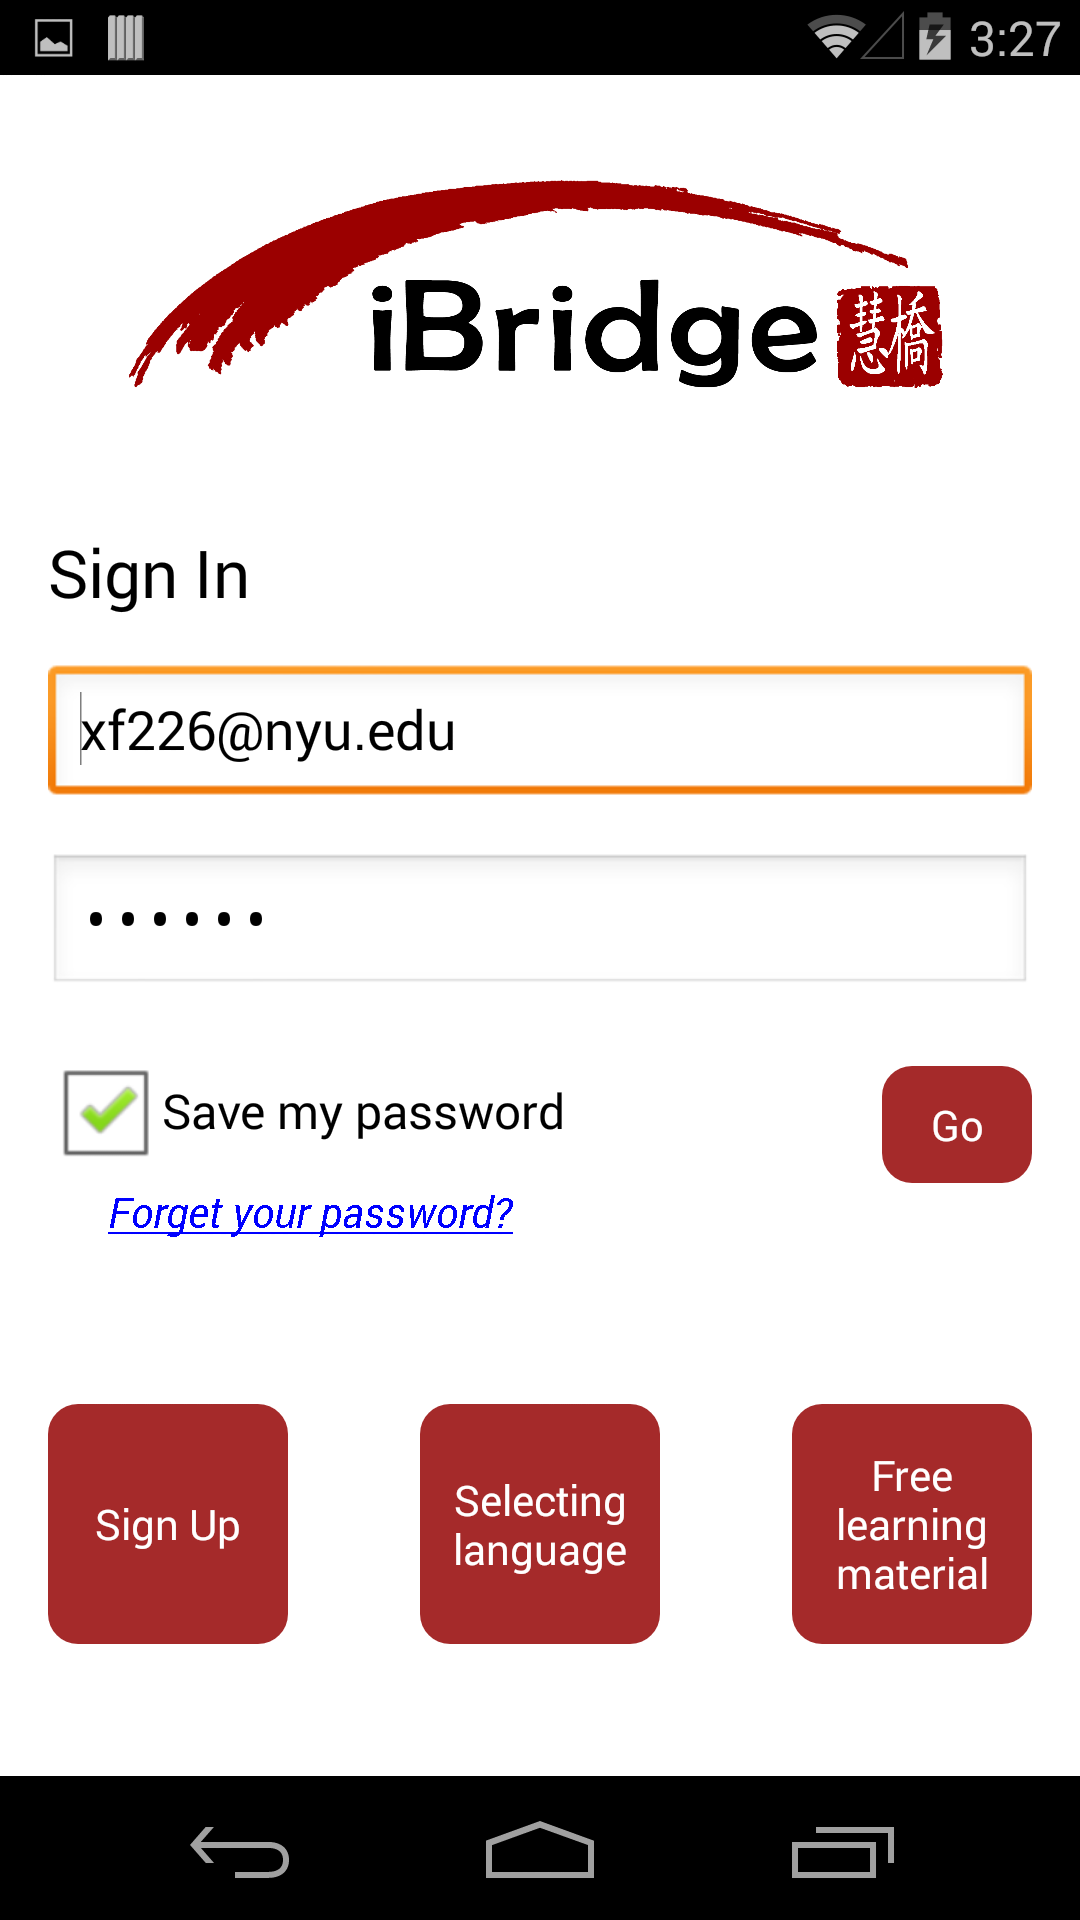 3:27
iBridge 慧橋
Sign In
xf226@nyu.edu
••••••
Save my password
Go
Forget your password?
Sign Up
Selecting
language
Free
learning
material